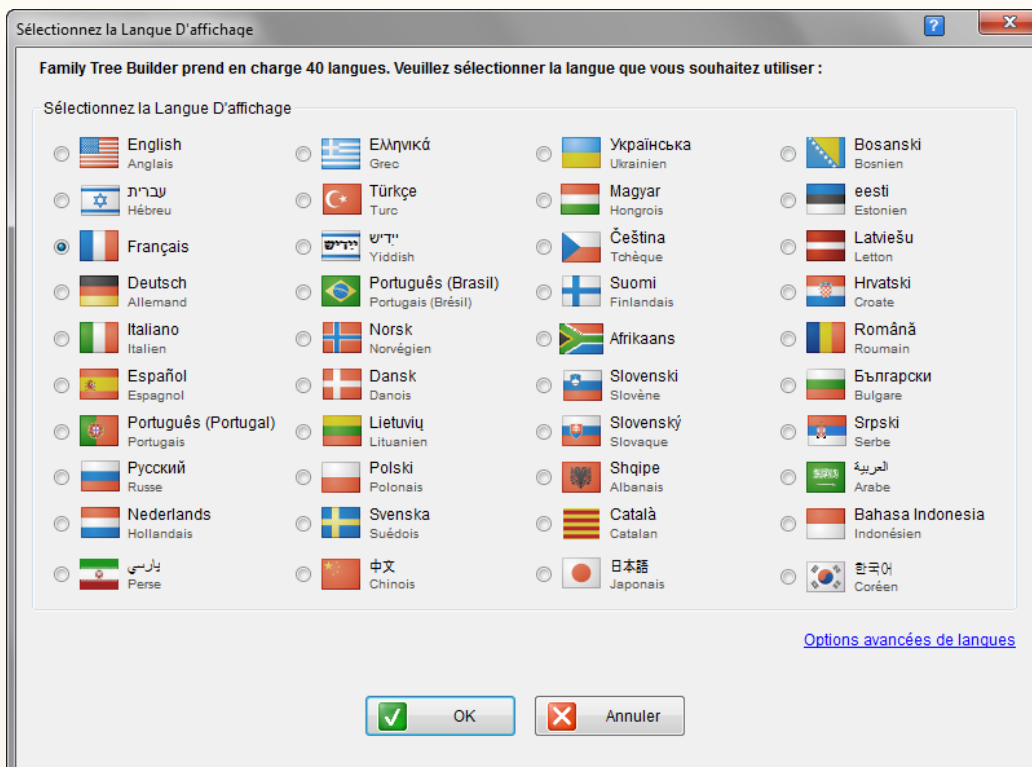 Sélectionnez la Langue D'affichage
Family Tree Builder prend en charge 40 langues. Veuillez sélectionner la langue que vous souhaitez utiliser :
Sélectionnez la Langue D'affichage
English
Anglais
עברית
Hébreu
Français
Deutsch
Allemand
Italiano
Italien
Español
Espagnol
Português (Portugal)
Portugais
Русский
Russe
Nederlands
Hollandais
پارسي
Perse
Ελληνικά
Grec
Türkçe
Turc
ייִדיש
ייִדיש
Yiddish
Português (Brasil)
Portugais (Brésil)
Norsk
Norvégien
Dansk
Danois
Lietuvių
Lituanien
Polski
Polonais
Svenska
Suédois
中文
Chinois
Українська
Ukrainien
Magyar
Hongrois
Čeština
Tchèque
Suomi
Finlandais
Afrikaans
Slovenski
Slovène
Slovenský
Slovaque
Shqipe
Albanais
Català
Catalan
日本語
Japonais
Bosanski
Bosnien
eesti
Estonien
Latviešu
Letton
Hrvatski
Croate
Română
Roumain
Български
Bulgare
Srpski
Serbe
العربية
Arabe
Bahasa Indonesia
Indonésien
한국어
Coréen
Options avancées de langues
OK
Annuler